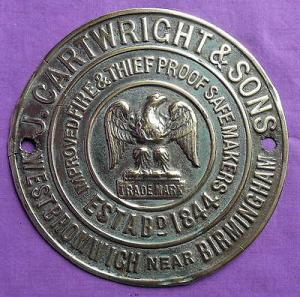 J. CARTWRIGHT & SONS
WEST BROMWICH NEAR BIRMINGHAM
IMPROVED FIRE & THIEF PROOF SAFE MAKERS.
ESTABD 1844.
TRADE MARK